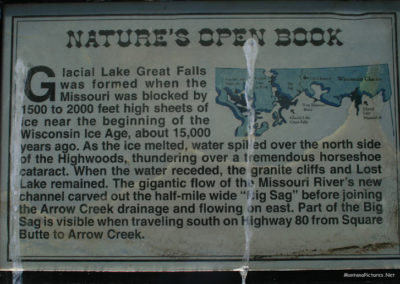 NATURE'S OPEN BOOK
Glacial Lake Great Falls
was formed when the
Missouri was blocked by
1500 to 2000 feet high sheets of
ice near the beginning of the
Wisconsin Ice Age, about 15,000
years ago. As the ice melted, water spilled over the north side
of the Highwoods, thundering over a tremendous horseshoe
cataract. When the water receded, the granite cliffs and Lost
Lake remained. The gigantic flow of the Missouri River's new
channel carved out the half-mile wide "Big Sag" before joining
the Arrow Creek drainage and flowing on east. Part of the Big
Sag is visible when traveling south on Highway 80 from Square
Butte to Arrow Creek.
Wisconsin Glacier
MontanaPictures.Net